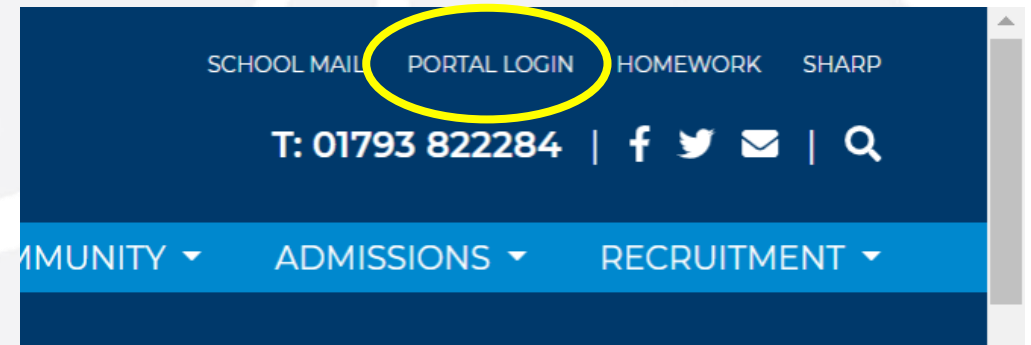 SCHOOL MAIL PORTAL LOGIN HOMEWORK SHARP
T: 01793 822284 | f |
MMUNITY ADMISSIONS RECRUITMENT